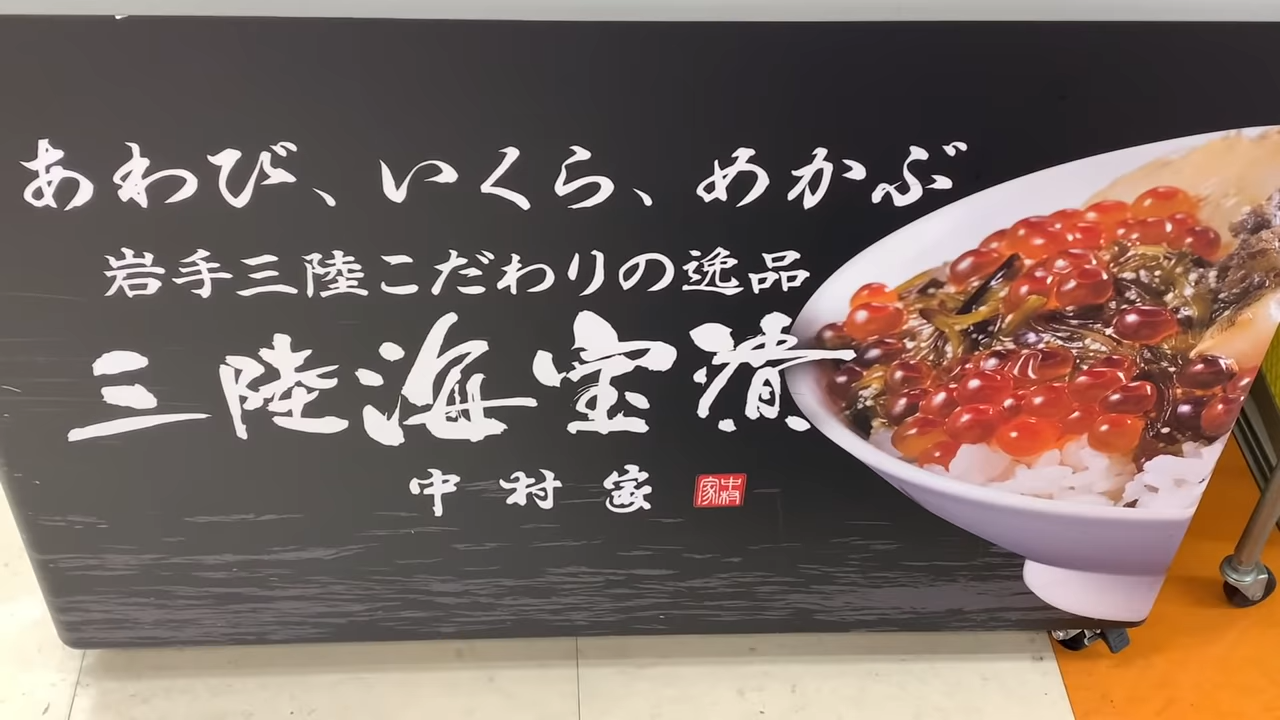 あわび、いくら、めかぶ
岩手三陸こだわりの逸品
三陸海宝漬
中村家
中村家